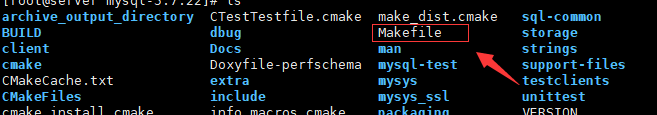 [root@server mysql-5.7.22]# ls
archive_output_directory CTestTestfile.cmake make_dist.cmake sql-common
BUILD dbug Makefile storage
client Docs man strings
cmake Doxyfile-perfschema mysql-test support-files
CMakeCache.txt extra mysys testclients
CMakeFiles include mysys_ssl unittest
cmake_install.cmake info_macros.cmake packaging VERSION